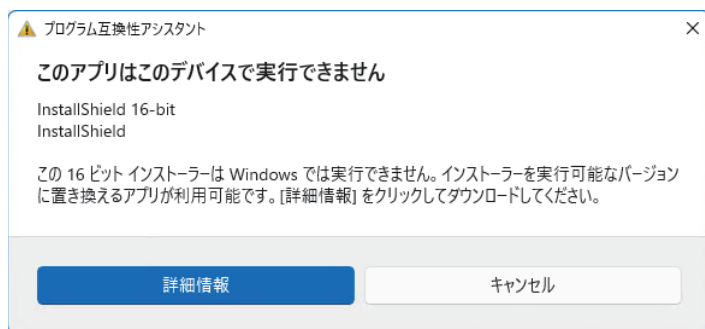 プログラム互換性アシスタント
このアプリはこのデバイスで実行できません
InstallShield 16-bit
InstallShield
この 16 ビット インストーラーは Windows では実行できません。インストーラーを実行可能なバージョン
に置き換えるアプリが利用可能です。[詳細情報] をクリックしてダウンロードしてください。
詳細情報
キャンセル